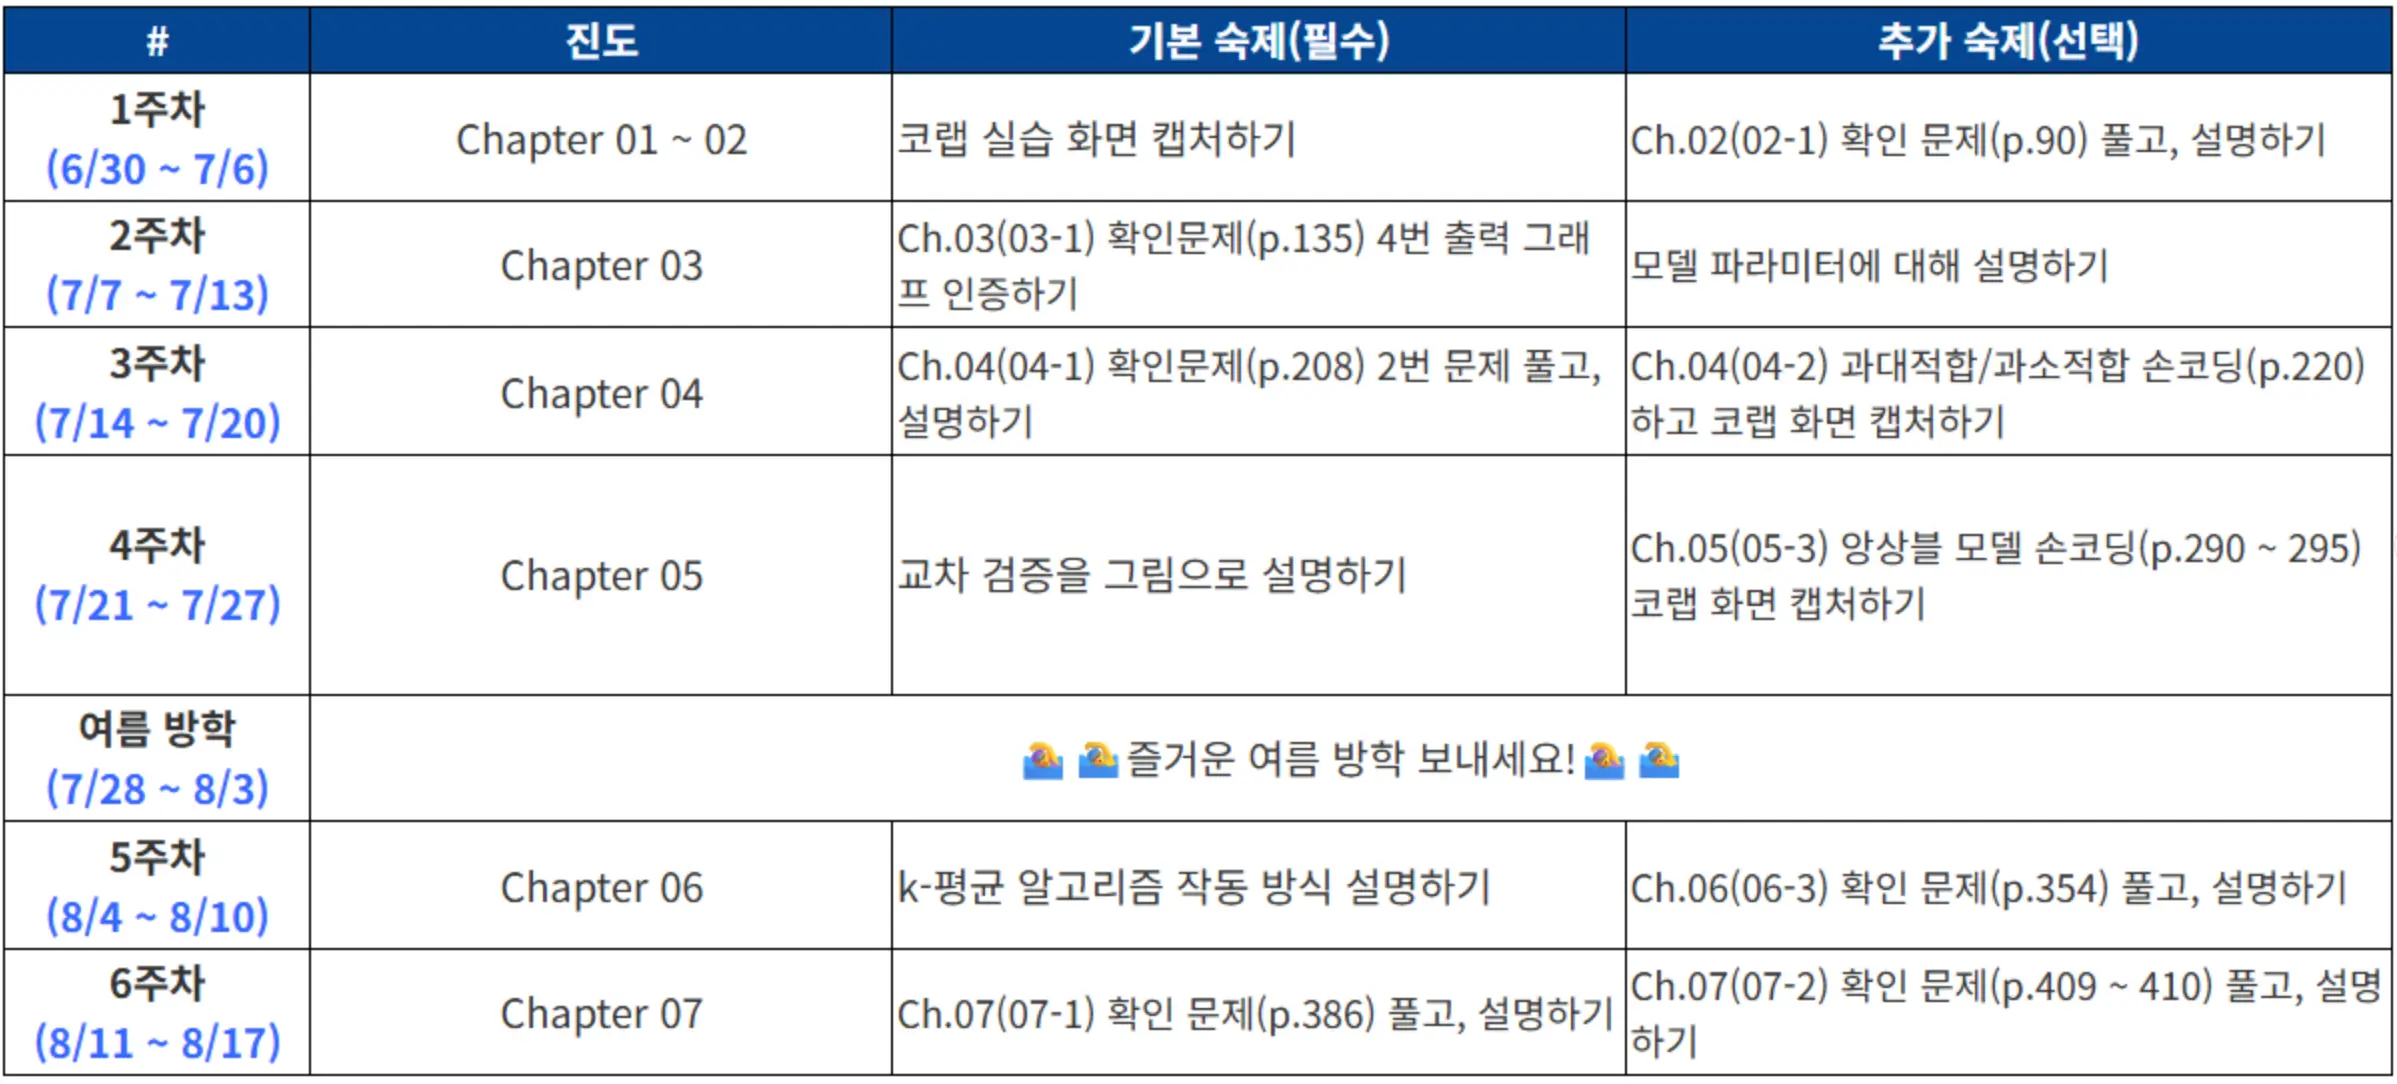 #
진도
기본 숙제(필수)
추가 숙제(선택)
1주차
(6/30 ~ 7/6)
Chapter 01 ~ 02
코랩 실습 화면 캡처하기
Ch.02(02-1) 확인 문제(p.90) 풀고, 설명하기
2주차
(7/7 ~ 7/13)
Chapter 03
Ch.03(03-1) 확인문제(p.135) 4번 출력 그래
프 인증하기
모델 파라미터에 대해 설명하기
3주차
(7/14 ~ 7/20)
Chapter 04
Ch.04(04-1) 확인문제(p.208) 2번 문제 풀고,
설명하기
Ch.04(04-2) 과대적합/과소적합 손코딩(p.220)
하고 코랩 화면 캡처하기
4주차
(7/21 ~ 7/27)
Chapter 05
교차 검증을 그림으로 설명하기
Ch.05(05-3) 앙상블 모델 손코딩(p.290 ~ 295)
코랩 화면 캡처하기
여름 방학
(7/28 ~ 8/3)
즐거운 여름 방학 보내세요!
5주차
(8/4 ~ 8/10)
Chapter 06
k-평균 알고리즘 작동 방식 설명하기
Ch.06(06-3) 확인 문제(p.354) 풀고, 설명하기
6주차
(8/11 ~ 8/17)
Chapter 07
Ch.07(07-1) 확인 문제(p.386) 풀고, 설명하기
Ch.07(07-2) 확인 문제(p.409 ~ 410) 풀고, 설명
하기